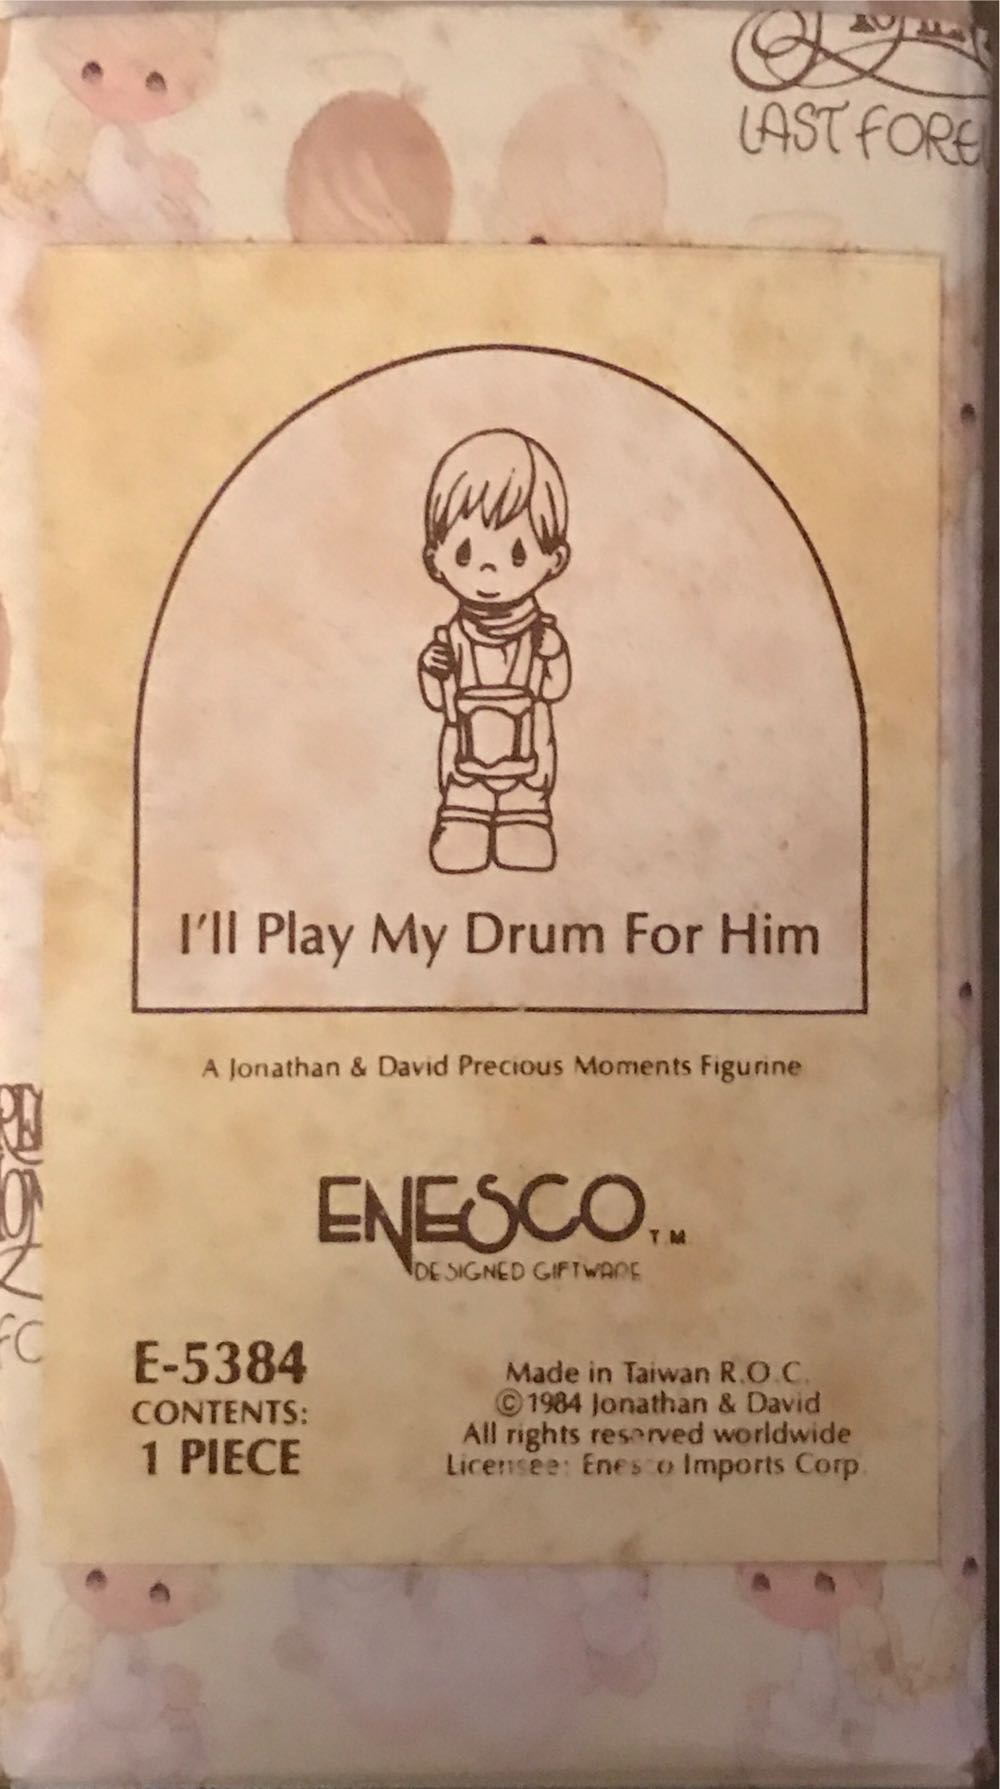 LAST FORE
I'll Play My Drum For Him
A Jonathan & David Precious Moments Figurine
ENESCO TM
DESIGNED GIFTWARE
E-5384
CONTENTS:
1 PIECE
Made in Taiwan R.O.C.
©1984 Jonathan & David
All rights reserved worldwide
Licensee: Enesco Imports Corp.